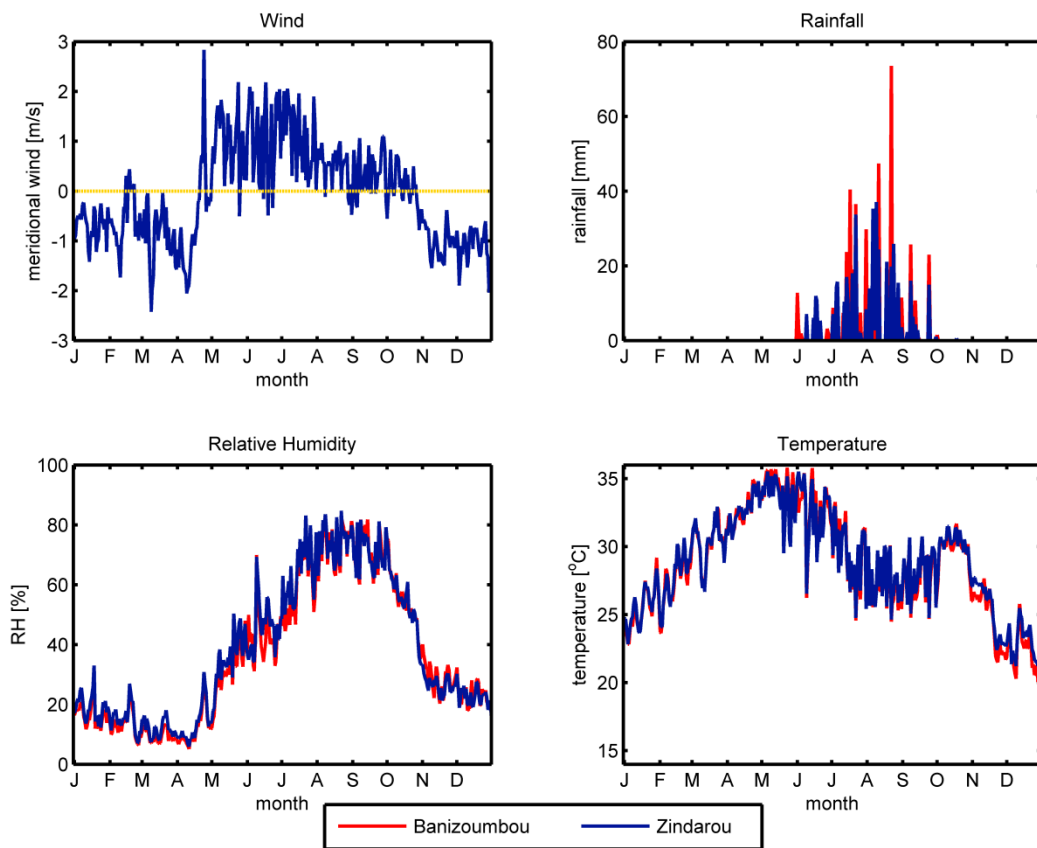 Wind
3
2
1
0
-1
-2
-3
meridional wind [m/s]
J F M A M J J A S O N D
month
Rainfall
80
60
40
20
0
rainfall [mm]
J F M A M J J A S O N D
month
Relative Humidity
100
80
60
40
20
0
RH [%]
J F M A M J J A S O N D
month
Temperature
35
30
25
20
15
temperature [°C]
J F M A M J J A S O N D
month
Banizoumbou Zindarou